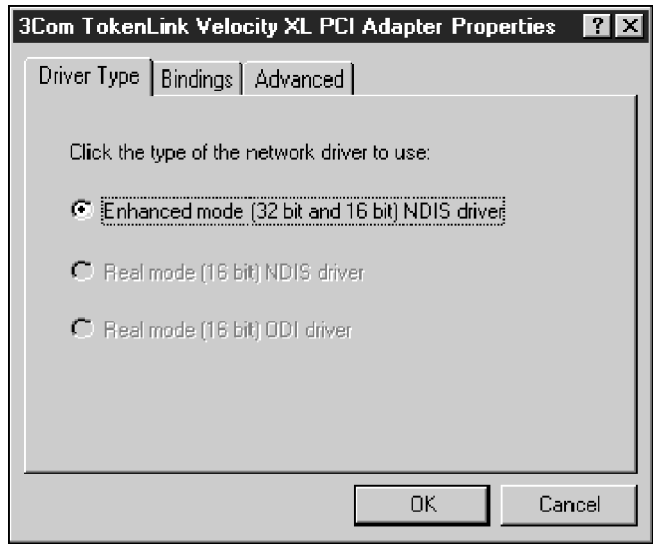 3Com TokenLink Velocity XL PCI Adapter Properties
Driver Type Bindings Advanced
Click the type of the network driver to use:
Enhanced mode (32 bit and 16 bit) NDIS driver
Real mode (16 bit) NDIS driver
Real mode (16 bit) ODI driver
OK Cancel